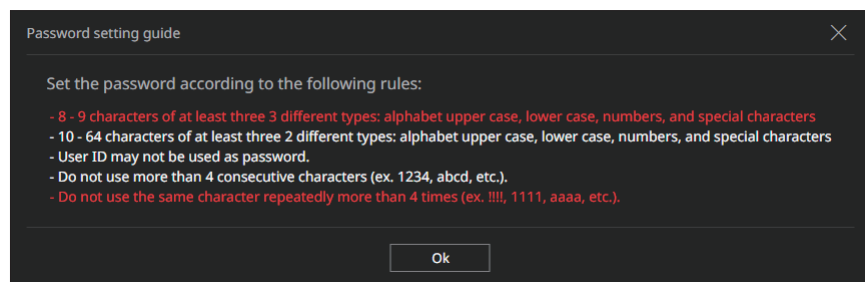 Password setting guide
Set the password according to the following rules:
- 8 - 9 characters of at least three 3 different types: alphabet upper case, lower case, numbers, and special characters
- 10 - 64 characters of at least three 2 different types: alphabet upper case, lower case, numbers, and special characters
- User ID may not be used as password.
- Do not use more than 4 consecutive characters (ex. 1234, abcd, etc.).
- Do not use the same character repeatedly more than 4 times (ex. !!!!, 1111, aaaa, etc.).
Ok